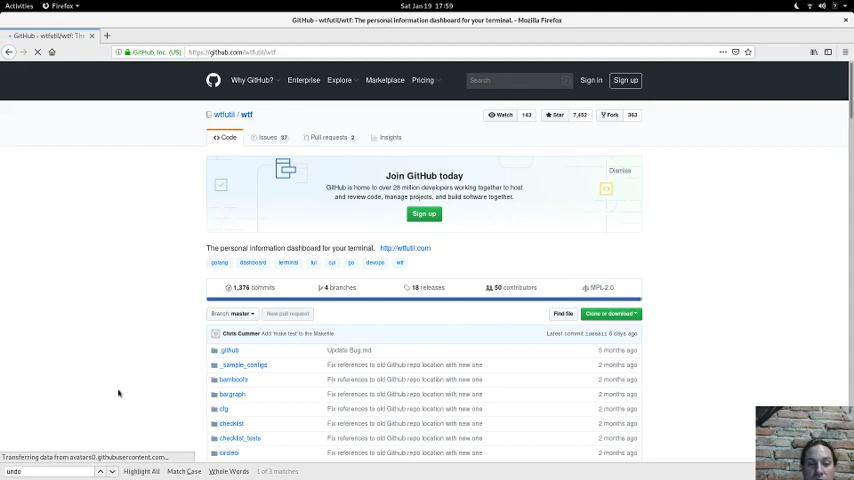 Activities Firefox Sat Jan 19 17:59
GitHub - wtfutil/wtf: The personal information dashboard for your terminal. - Mozilla Firefox
GitHub - wtfutil/wtf: The
GitHub, Inc. (US) https://github.com/wtfutil/wtf
Why GitHub? Enterprise Explore Marketplace Pricing Search Sign in Sign up
wtfutil / wtf Watch 143 Star 7,452 Fork 363
Code Issues 37 Pull requests 2 Insights
Join GitHub today
Dismiss
GitHub is home to over 28 million developers working together to host
and review code, manage projects, and build software together.
Sign up
The personal information dashboard for your terminal. http://wtfutil.com
golang dashboard terminal tui cui go devops wtf
1,376 commits 4 branches 18 releases 50 contributors MPL-2.0
Branch: master New pull request Find file Clone or download
Chris Cummer Add 'make test' to the Makefile Latest commit 6 days ago
.github Update Bug.md 5 months ago
_sample_configs Fix references to old Github repo location with new one 2 months ago
bamboohr Fix references to old Github repo location with new one 2 months ago
bargraph Fix references to old Github repo location with new one 2 months ago
cfg Fix references to old Github repo location with new one 2 months ago
checklist Fix references to old Github repo location with new one 2 months ago
checklist_tests Fix references to old Github repo location with new one 2 months ago
circleci Fix references to old Github repo location with new one 2 months ago
Transferring data from avatars0.githubusercontent.com...
undo Highlight All Match Case Whole Words 1 of 3 matches